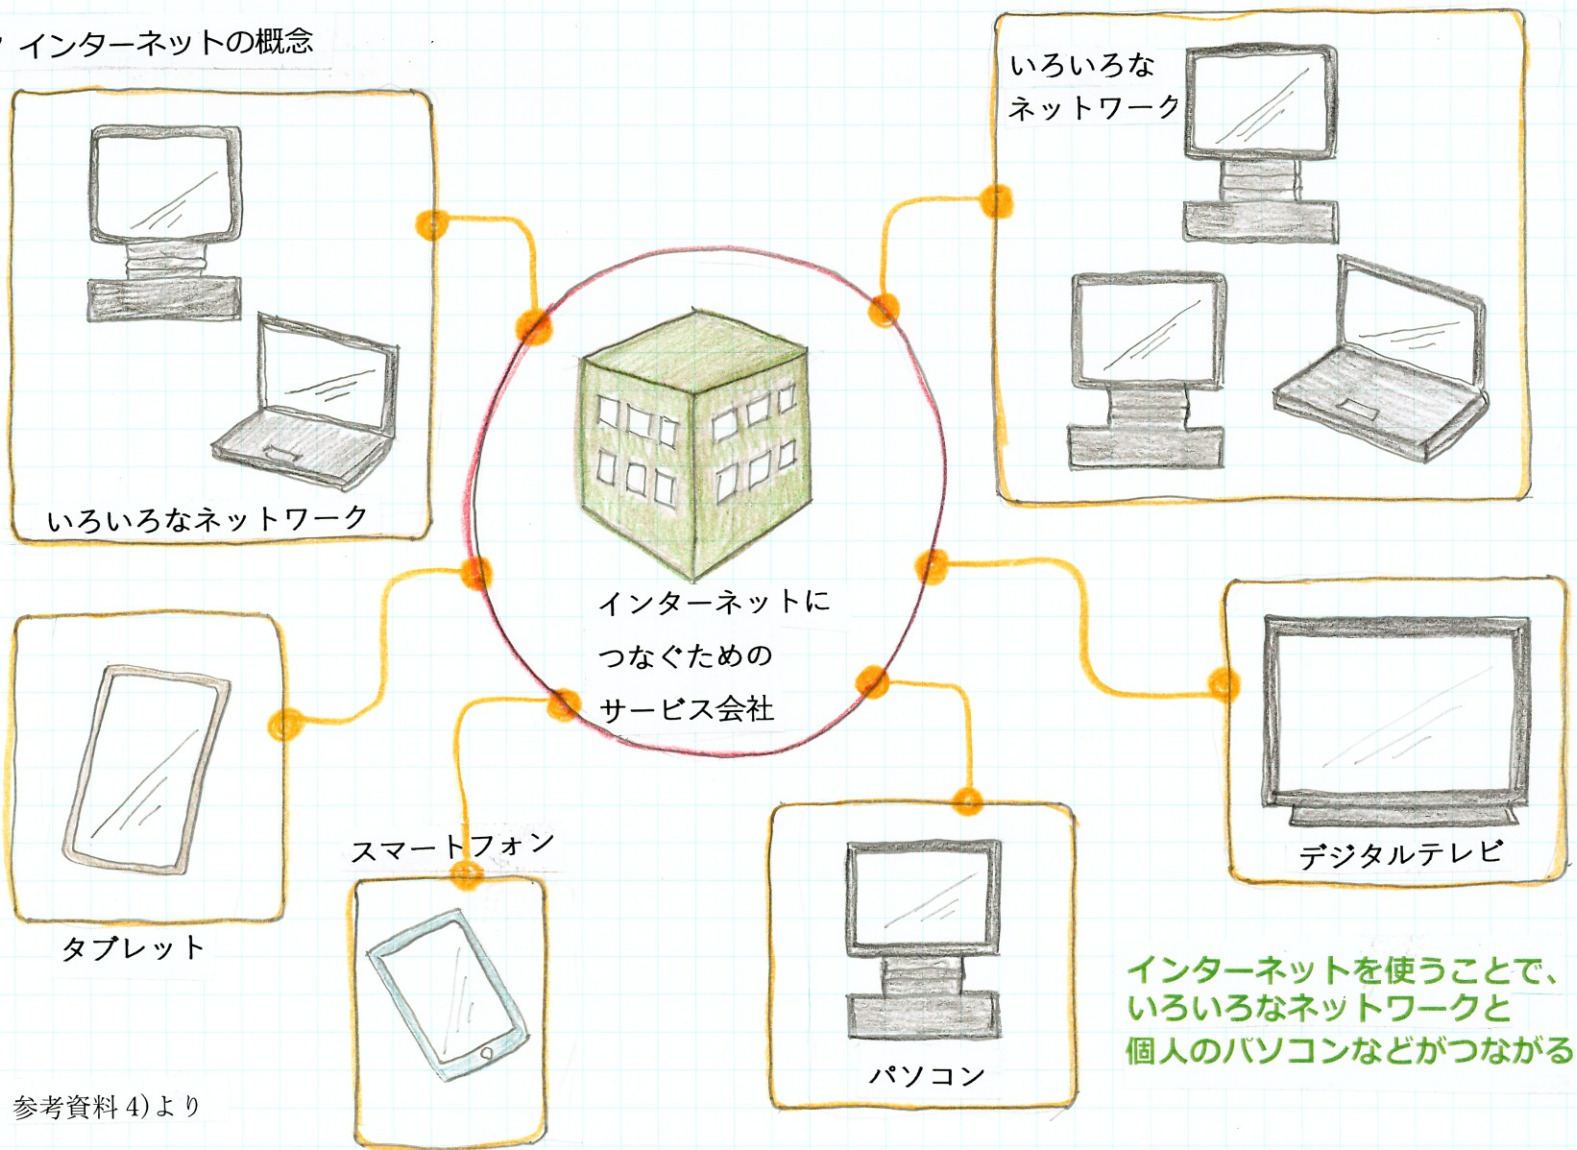 インターネットの概念
いろいろな
ネットワーク
いろいろなネットワーク
インターネットに
つなぐための
サービス会社
デジタルテレビ
スマートフォン
タブレット
パソコン
インターネットを使うことで、
いろいろなネットワークと
個人のパソコンなどがつながる
参考資料 4)より